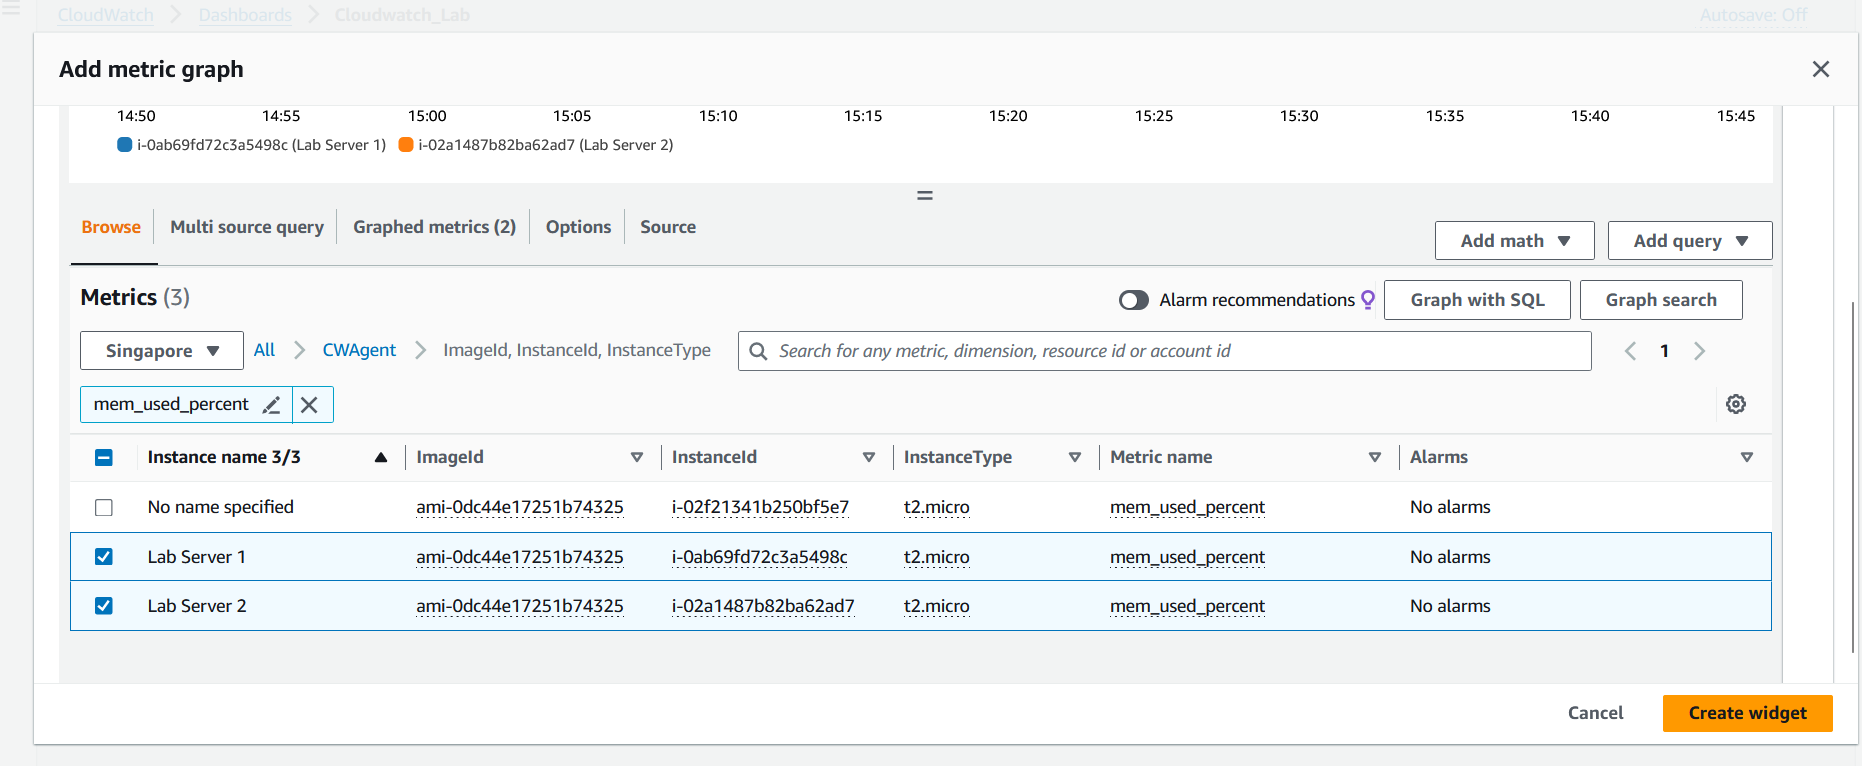 CloudWatch Dashboards Cloudwatch_Lab Autosave: Off
Add metric graph
14:50 14:55 15:00 15:05 15:10 15:15 15:20 15:25 15:30 15:35 15:40 15:45
i-0ab69fd72c3a5498c (Lab Server 1) i-02a1487b82ba62ad7 (Lab Server 2)
Browse Multi source query Graphed metrics (2) Options Source
Add math Add query
Metrics (3)
Alarm recommendations Graph with SQL Graph search
Singapore All CWAgent ImageId, InstanceId, InstanceType Search for any metric, dimension, resource id or account id 1
mem_used_percent
Instance name 3/3 ImageId InstanceId InstanceType Metric name Alarms
No name specified ami-0dc44e17251b74325 i-02f21341b250bf5e7 t2.micro mem_used_percent No alarms
Lab Server 1 ami-0dc44e17251b74325 i-0ab69fd72c3a5498c t2.micro mem_used_percent No alarms
Lab Server 2 ami-0dc44e17251b74325 i-02a1487b82ba62ad7 t2.micro mem_used_percent No alarms
Cancel Create widget